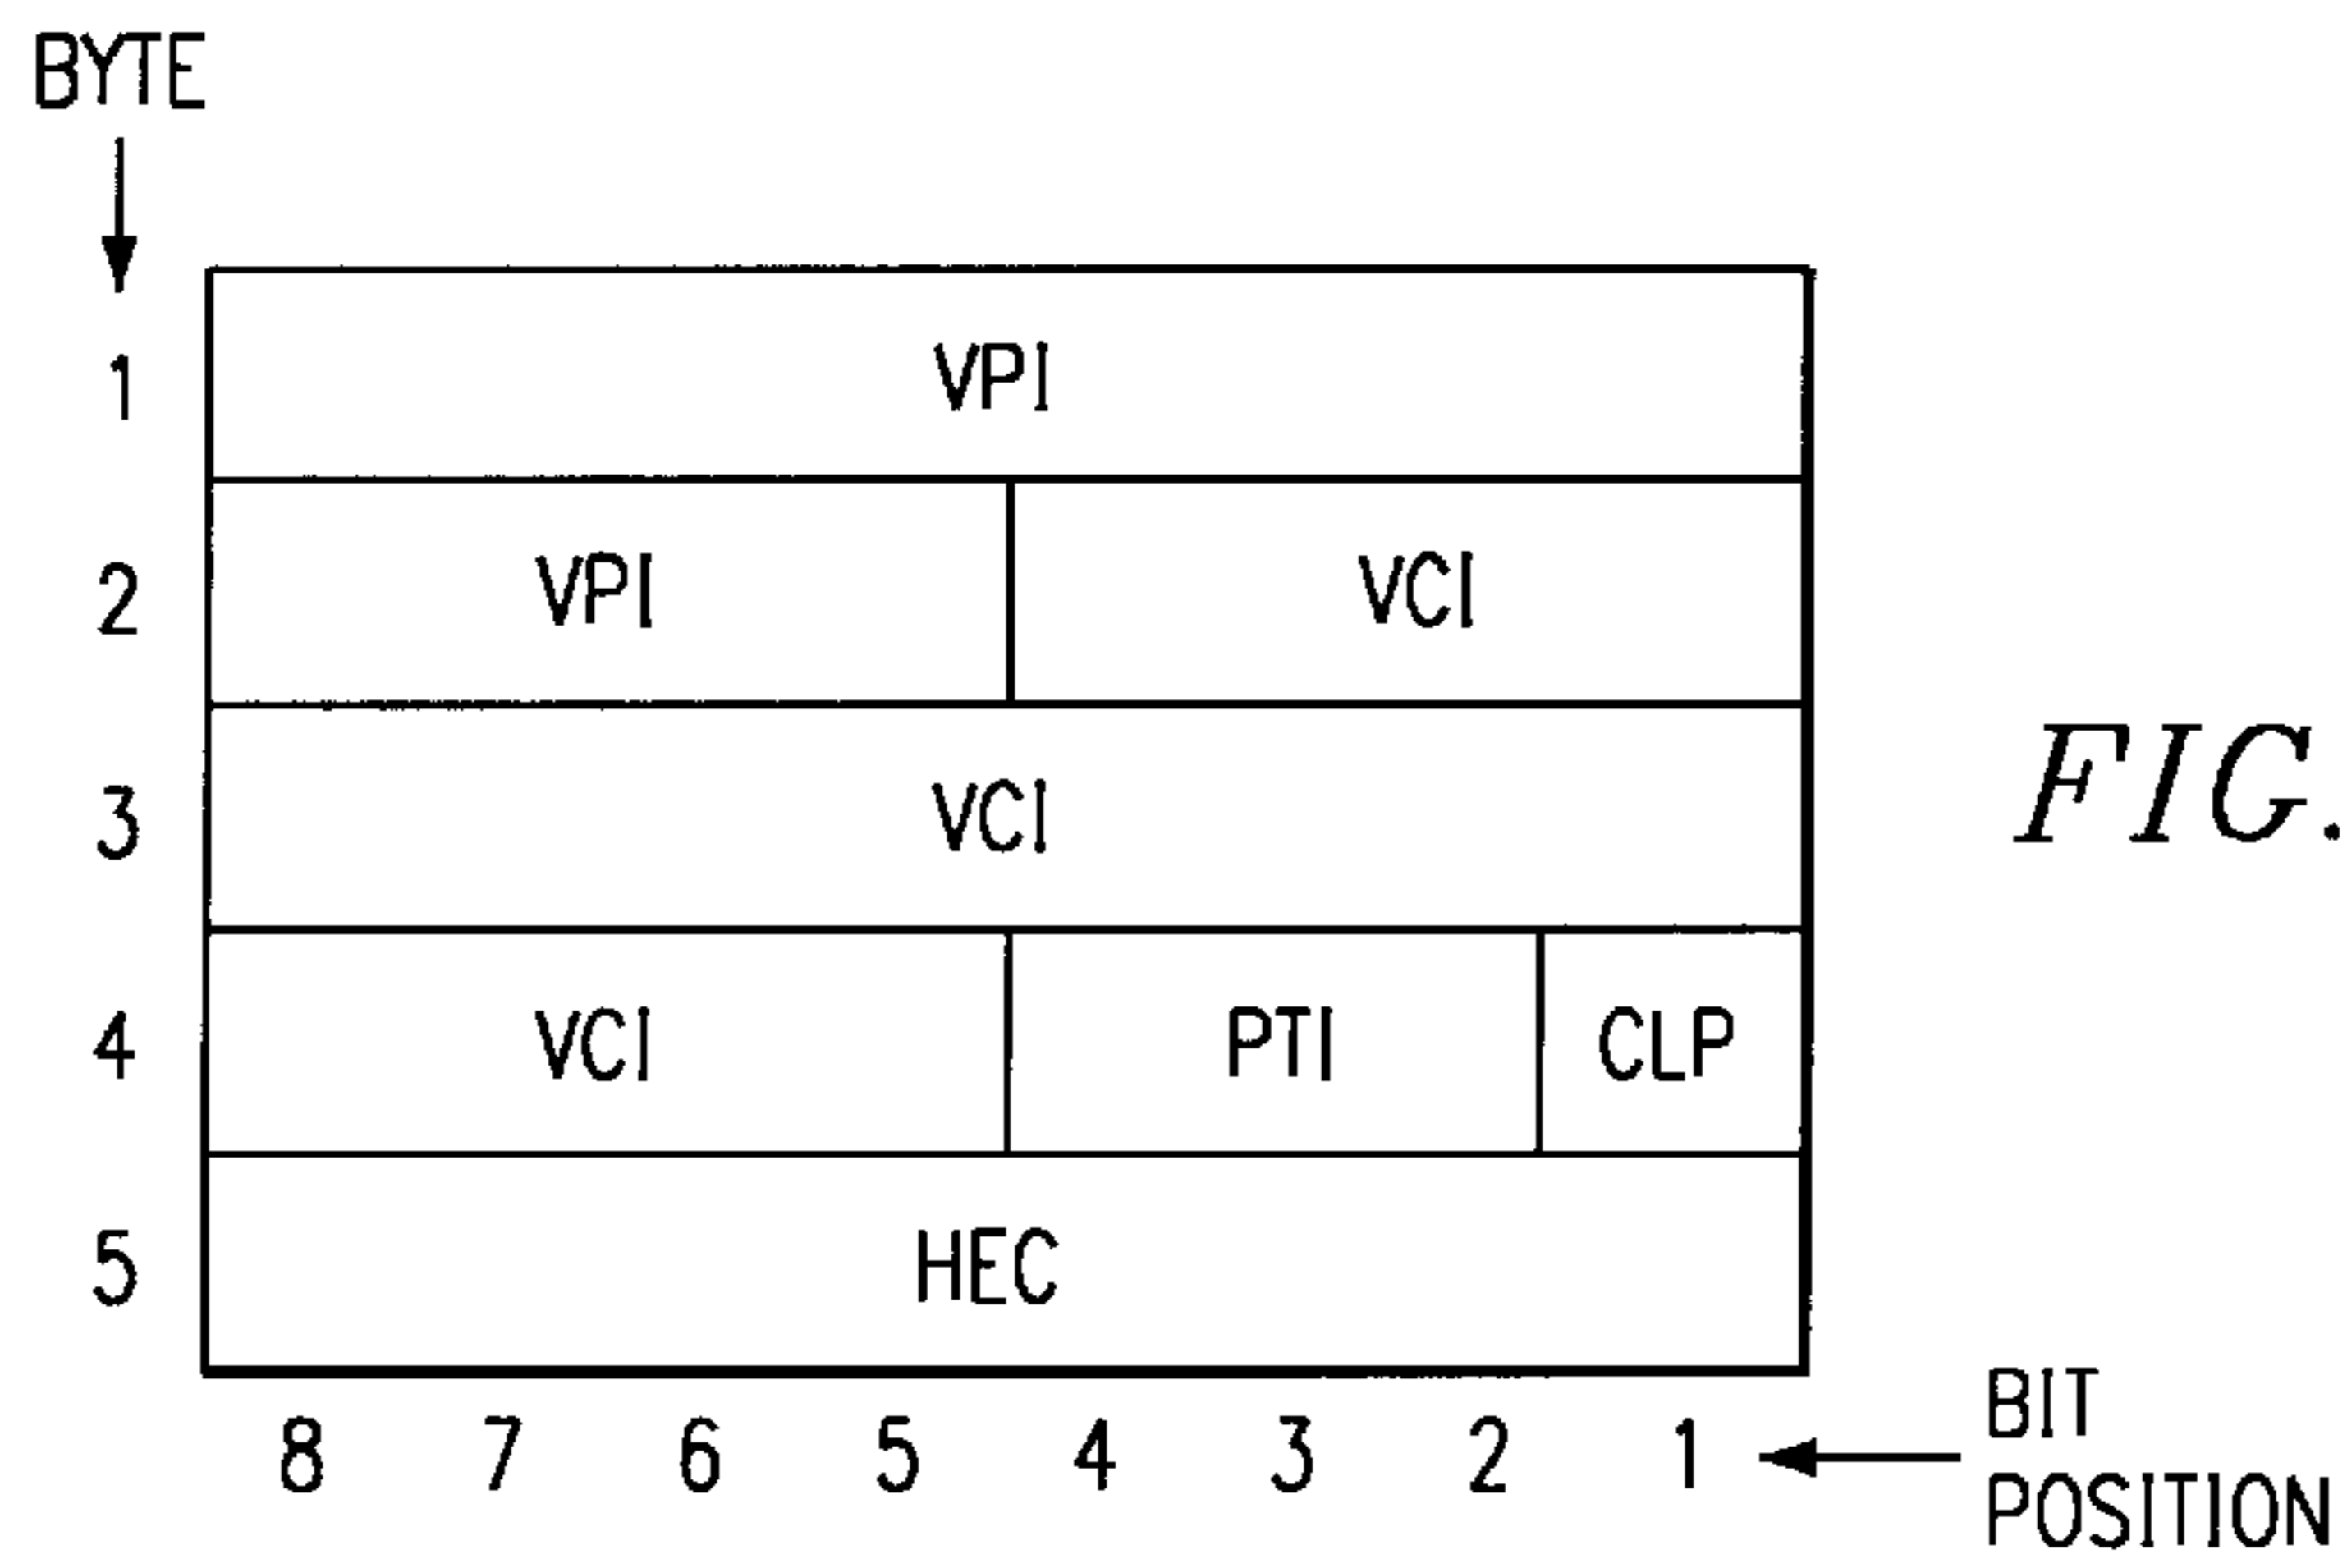 BYTE
1 VPI
2 VPI VCI
3 VCI
FIG.
4 VCI PTI CLP
5 HEC
8 7 6 5 4 3 2 1
BIT
POSITION